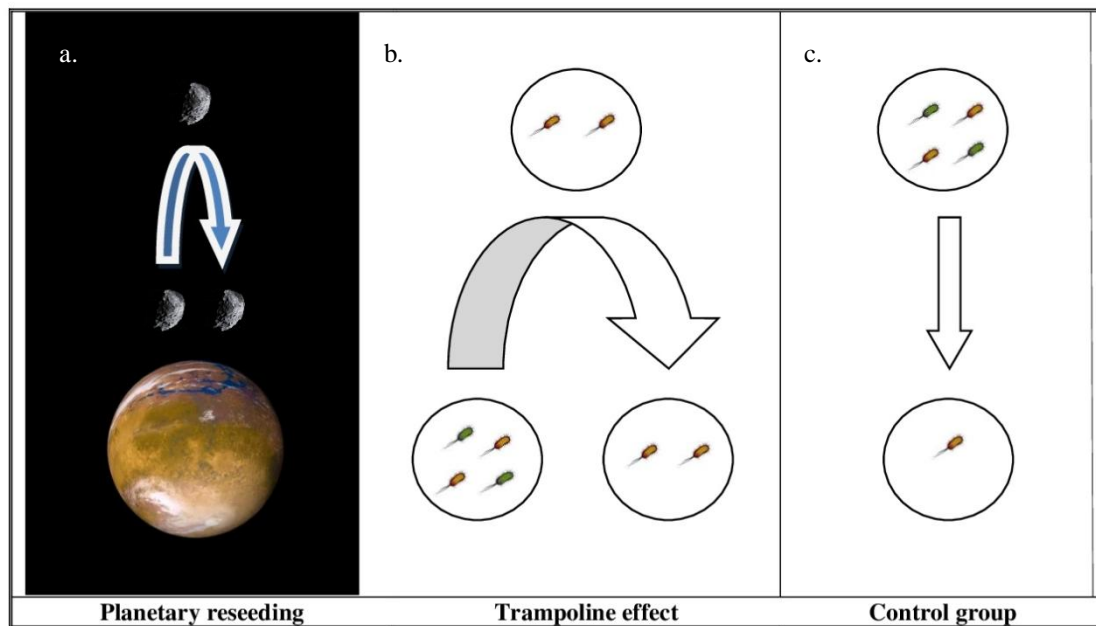 a.
b.
c.
Planetary reseeding
Trampoline effect
Control group